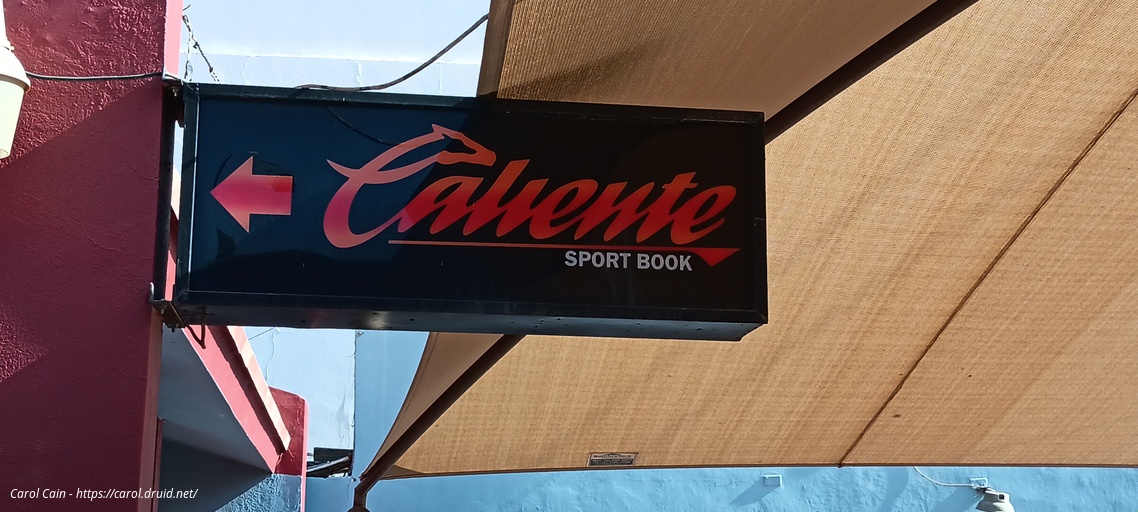 Caliente
SPORT BOOK
Carol Cain - https://carol.druid.net/